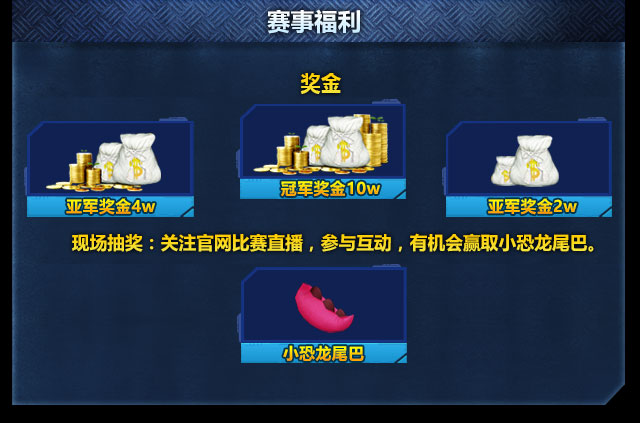 赛事福利
奖金
亚军奖金4w
冠军奖金10w
亚军奖金2w
现场抽奖：关注官网比赛直播，参与互动，有机会赢取小恐龙尾巴。
小恐龙尾巴